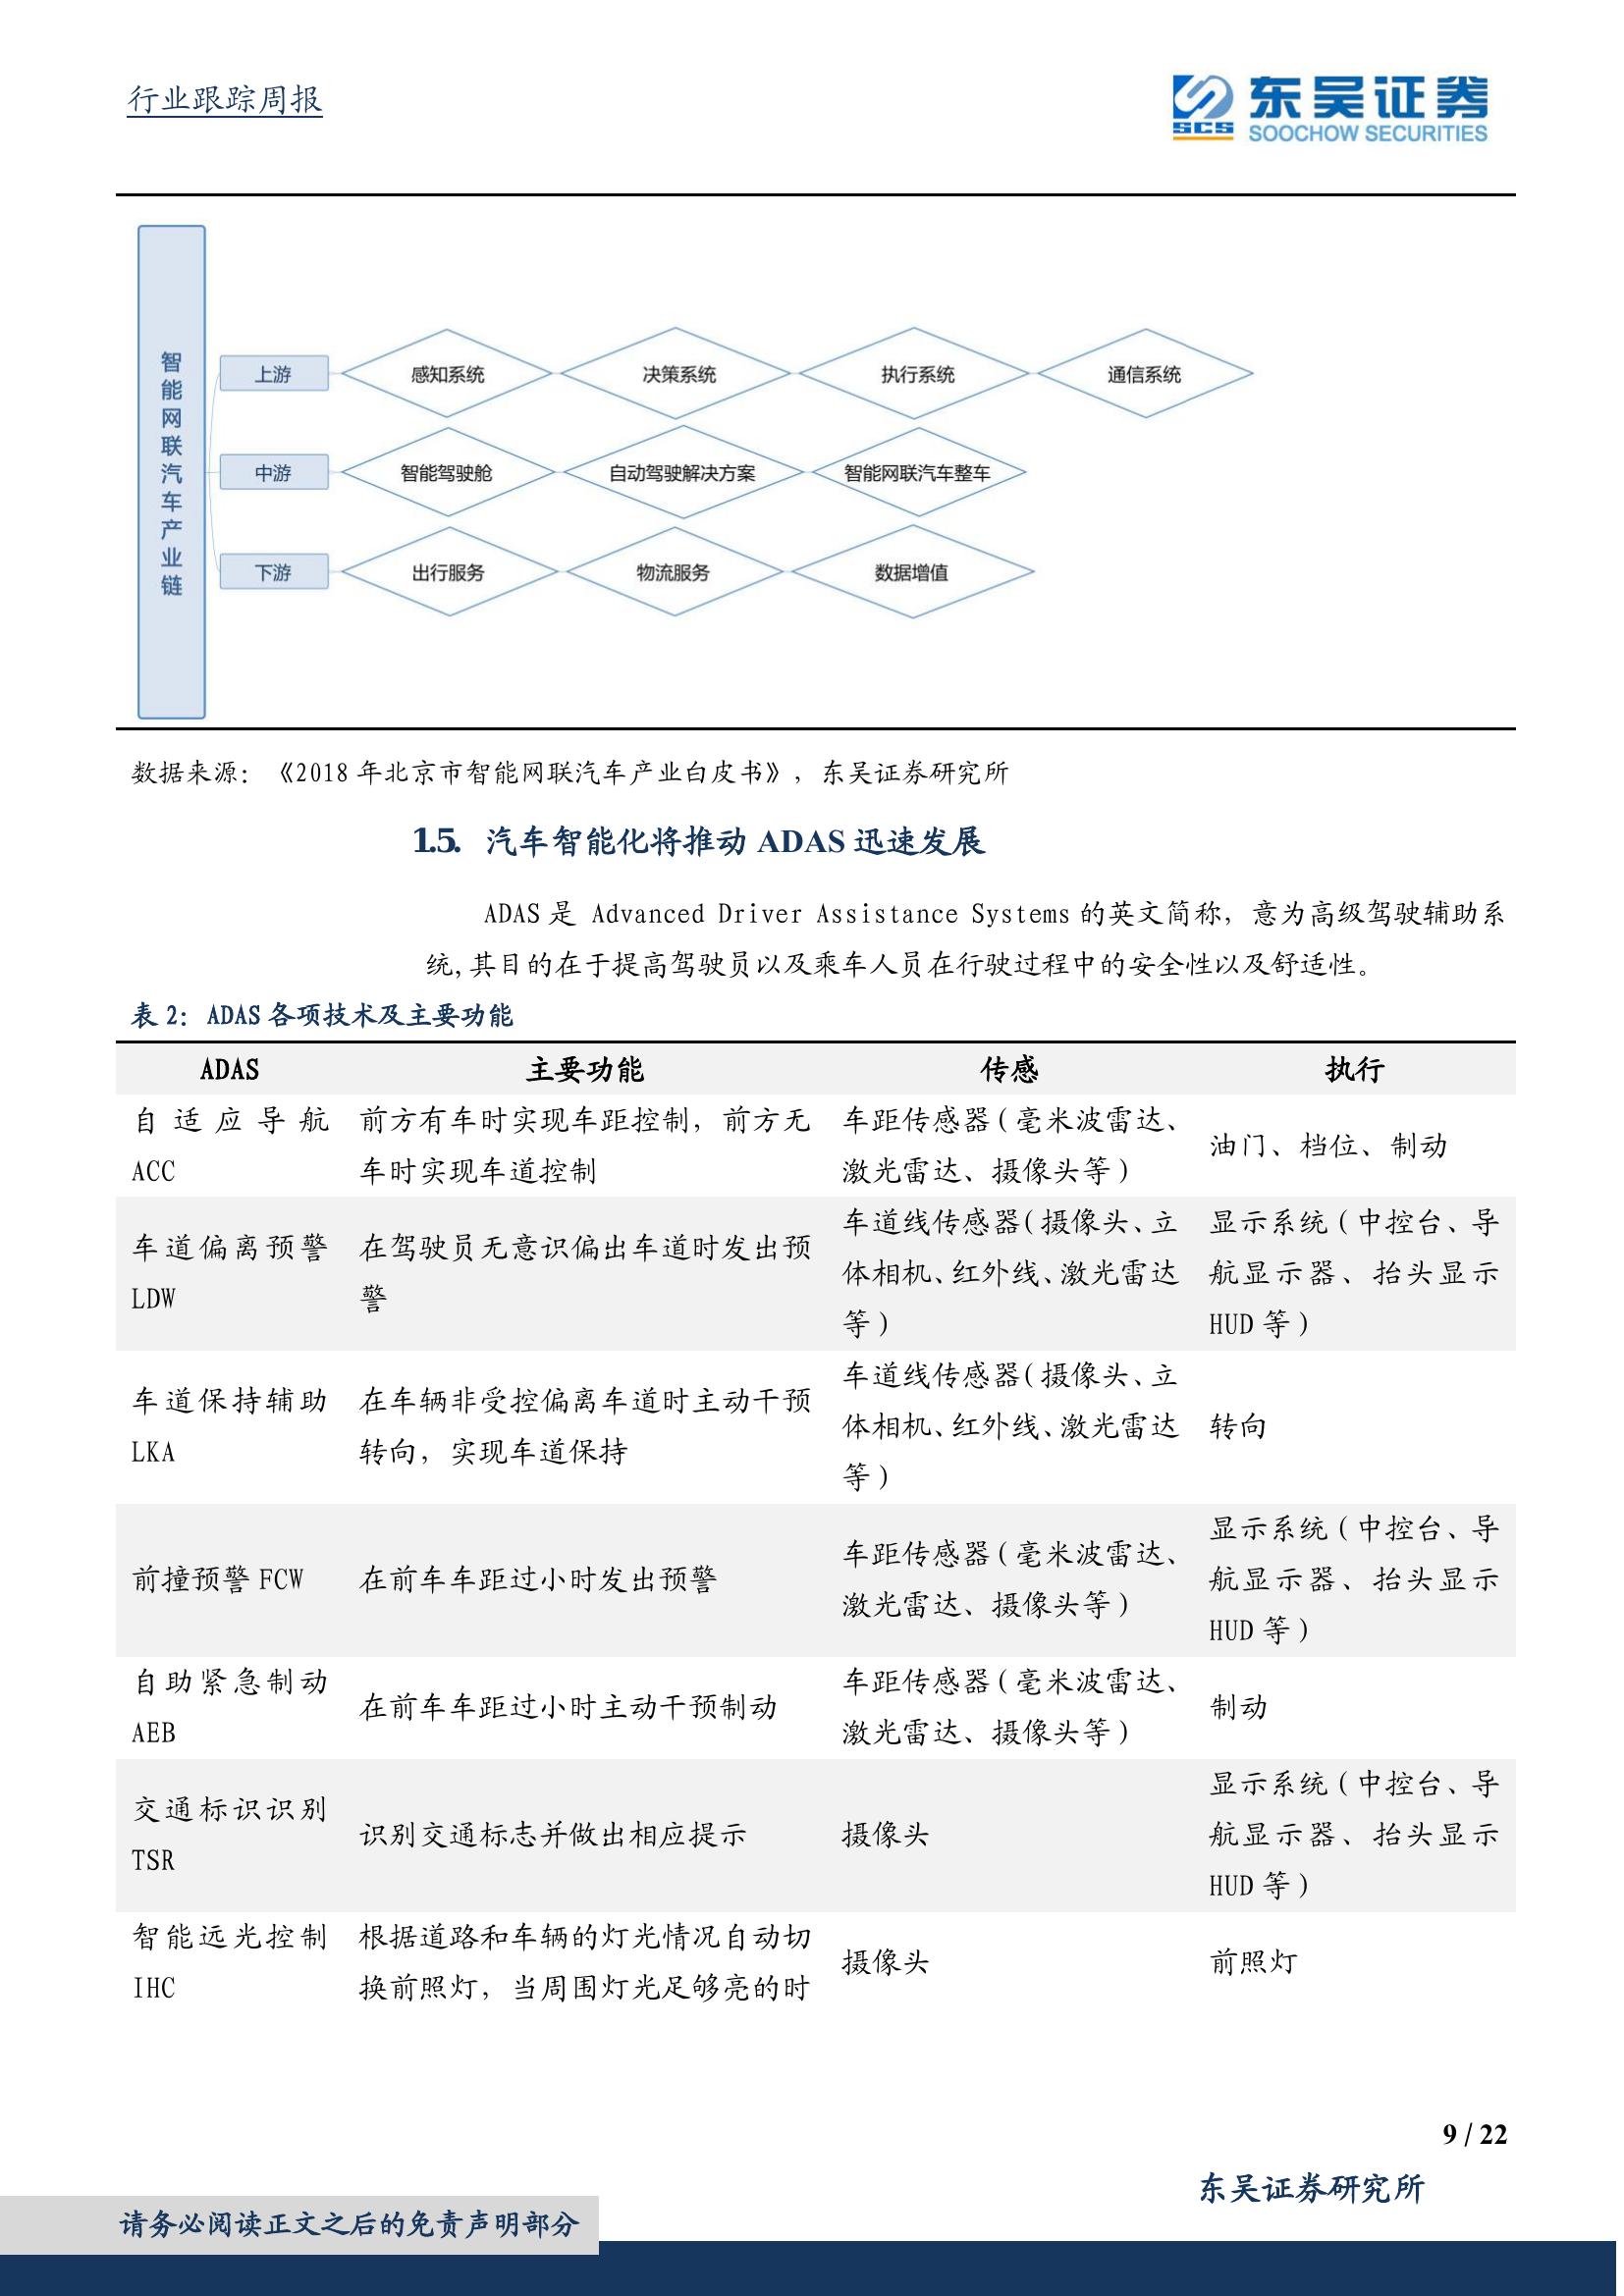 行业跟踪周报
SCS
东吴证券
SOOCHOW SECURITIES
智能网联汽车产业链
上游
感知系统
决策系统
执行系统
通信系统
中游
智能驾驶舱
自动驾驶解决方案
智能网联汽车整车
下游
出行服务
物流服务
数据增值
数据来源：《2018 年北京市智能网联汽车产业白皮书》，东吴证券研究所
1.5. 汽车智能化将推动 ADAS 迅速发展
ADAS 是 Advanced Driver Assistance Systems 的英文简称，意为高级驾驶辅助系
统,其目的在于提高驾驶员以及乘车人员在行驶过程中的安全性以及舒适性。
表 2：ADAS 各项技术及主要功能
ADAS 主要功能 传感 执行
自适应导航
ACC
前方有车时实现车距控制，前方无
车时实现车道控制
车距传感器（毫米波雷达、
激光雷达、摄像头等）
油门、档位、制动
车道偏离预警
LDW
在驾驶员无意识偏出车道时发出预
警
车道线传感器（摄像头、立
体相机、红外线、激光雷达
等）
显示系统（中控台、导
航显示器、抬头显示
HUD 等）
车道保持辅助
LKA
在车辆非受控偏离车道时主动干预
转向，实现车道保持
车道线传感器（摄像头、立
体相机、红外线、激光雷达
等）
转向
前撞预警 FCW
在前车车距过小时发出预警
车距传感器（毫米波雷达、
激光雷达、摄像头等）
显示系统（中控台、导
航显示器、抬头显示
HUD 等）
自助紧急制动
AEB
在前车车距过小时主动干预制动
车距传感器（毫米波雷达、
激光雷达、摄像头等）
制动
交通标识识别
TSR
识别交通标志并做出相应提示
摄像头
显示系统（中控台、导
航显示器、抬头显示
HUD 等）
智能远光控制
IHC
根据道路和车辆的灯光情况自动切
换前照灯，当周围灯光足够亮的时
摄像头
前照灯
9 / 22
东吴证券研究所
请务必阅读正文之后的免责声明部分